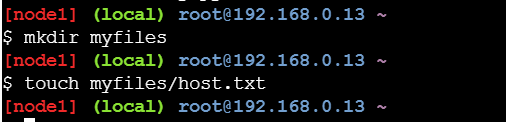 [node1] (local) root@192.168.0.13 ~
$ mkdir myfiles
[node1] (local) root@192.168.0.13 ~
$ touch myfiles/host.txt
[node1] (local) root@192.168.0.13 ~